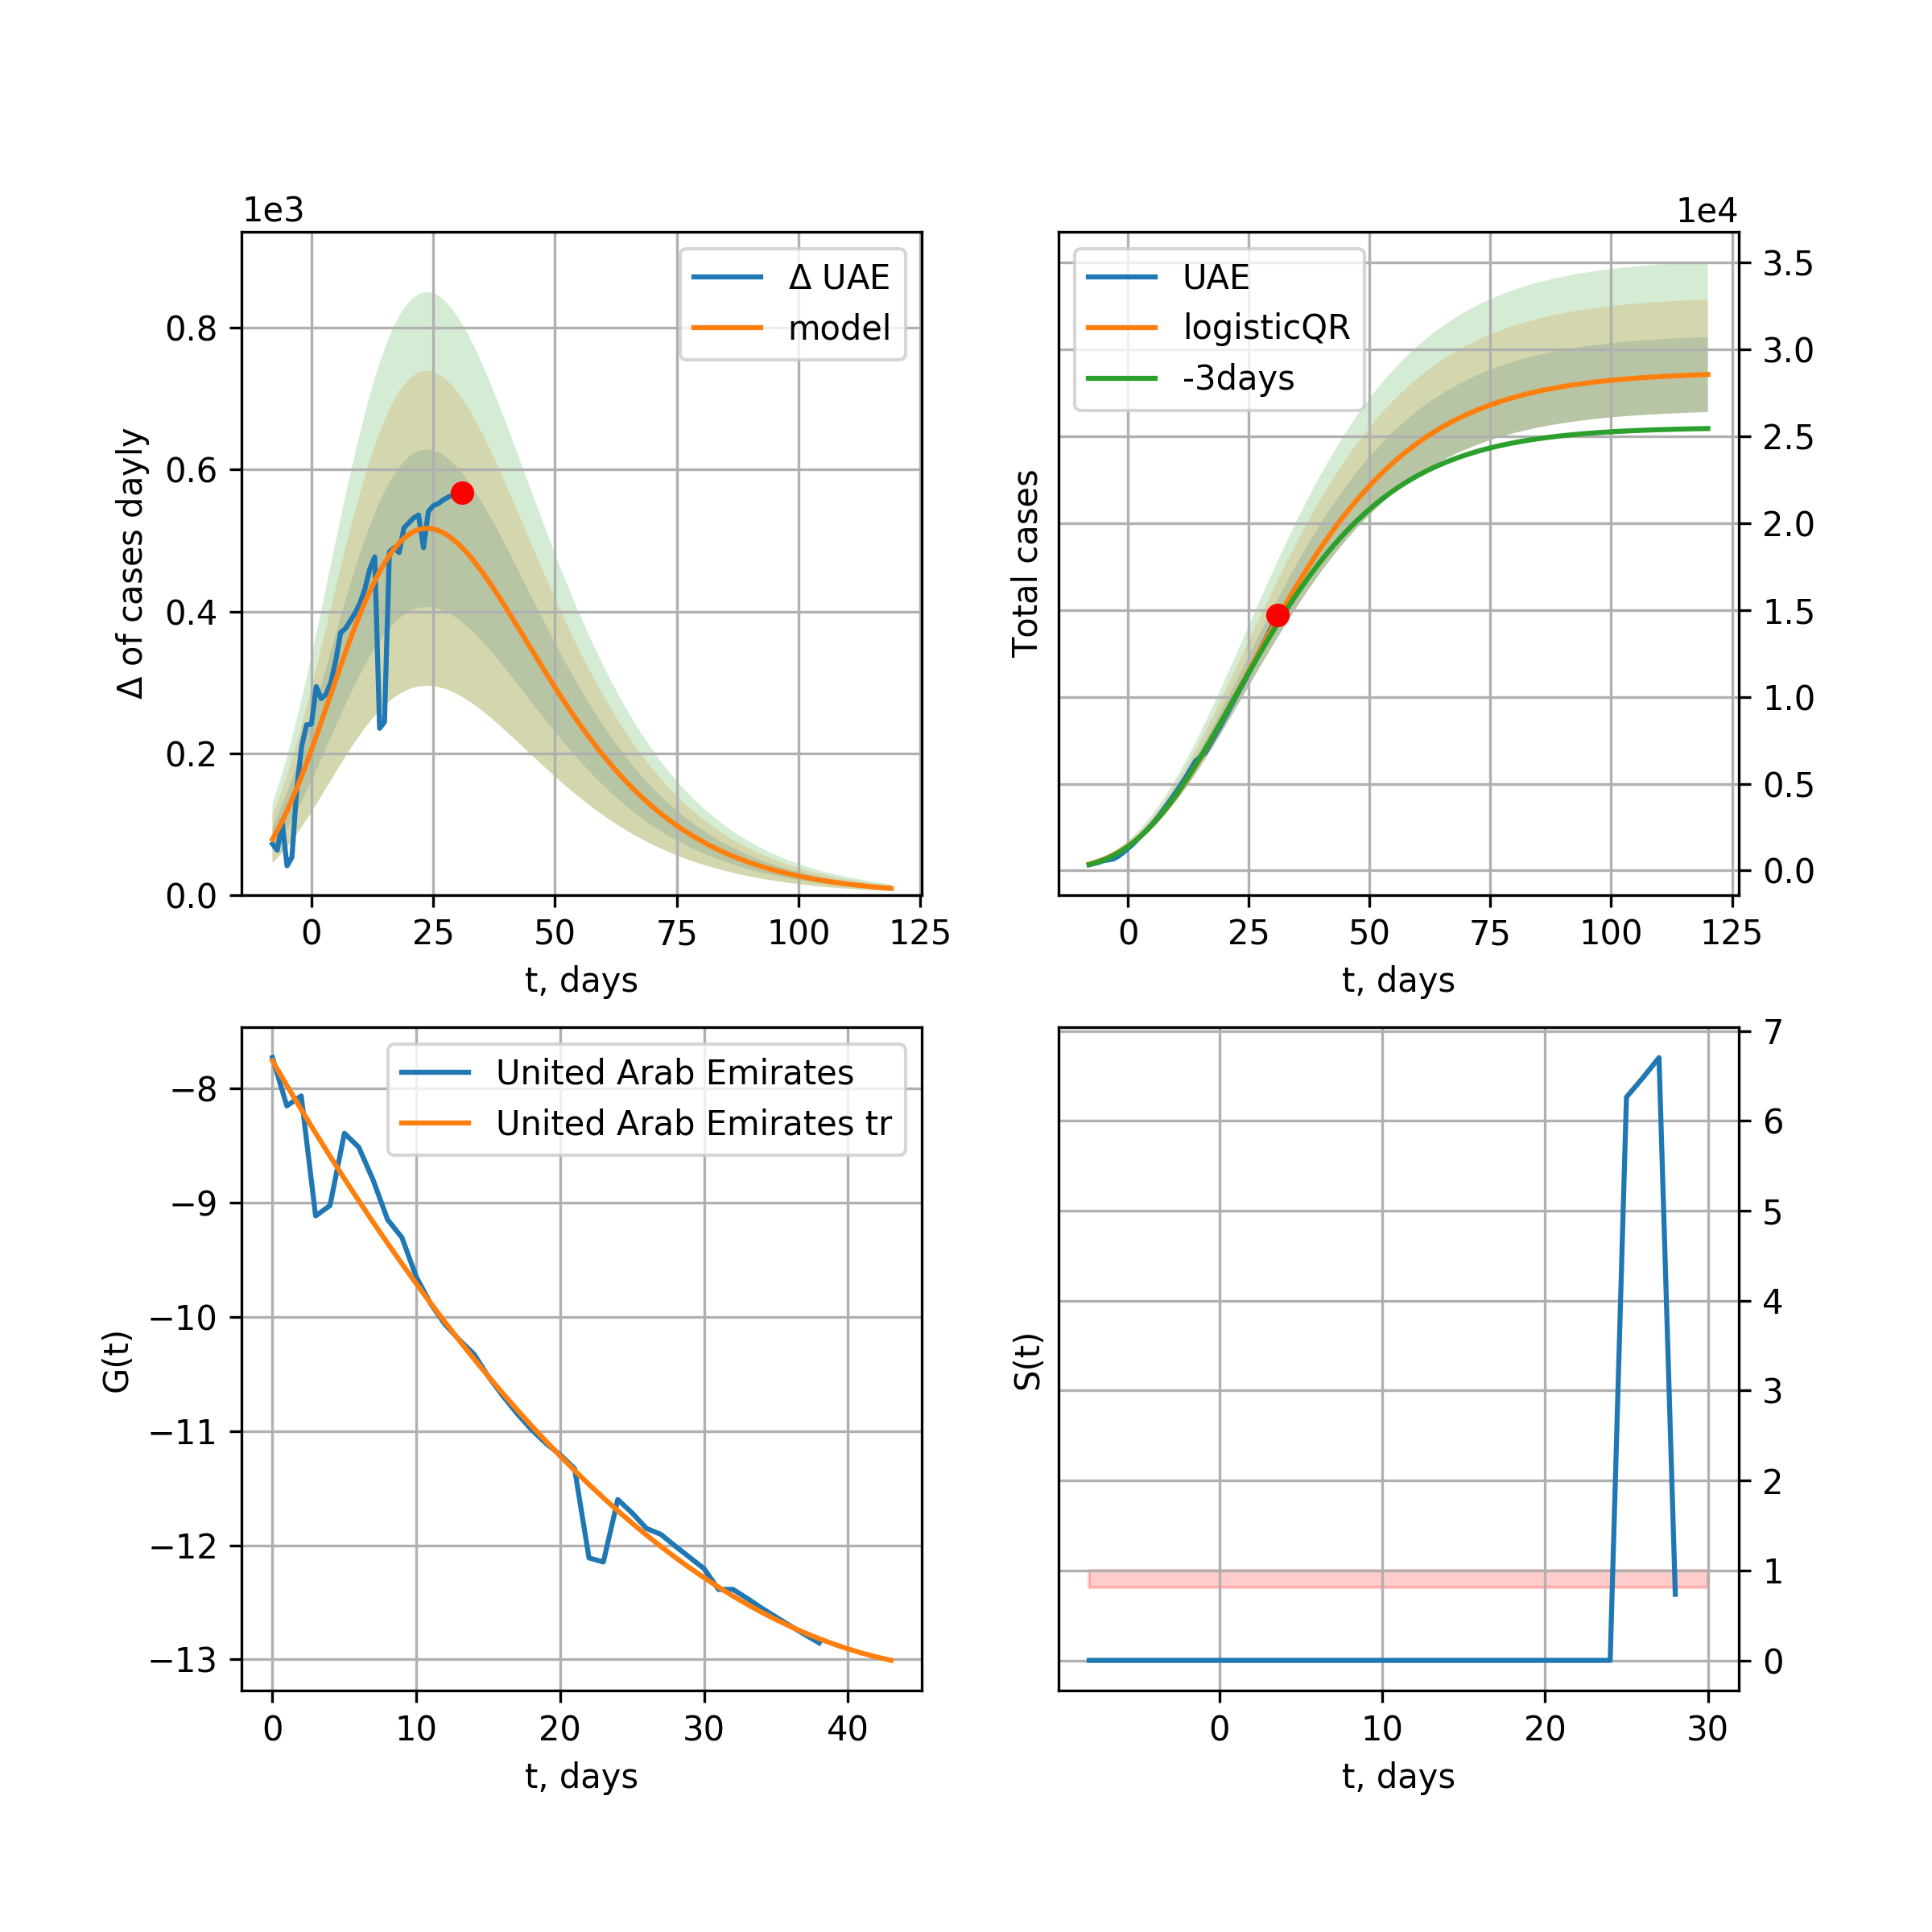 1e3
Δ UAE
model
0.8
0.6
0.4
0.2
0.0
Δ of cases dayly
0
25
50
75
100
125
t, days
1e4
UAE
logisticQR
-3days
3.5
3.0
2.5
2.0
1.5
1.0
0.5
0.0
Total cases
0
25
50
75
100
125
t, days
United Arab Emirates
United Arab Emirates tr
−8
−9
−10
−11
−12
−13
G(t)
0
10
20
30
40
t, days
7
6
5
4
3
2
1
0
S(t)
0
10
20
30
t, days